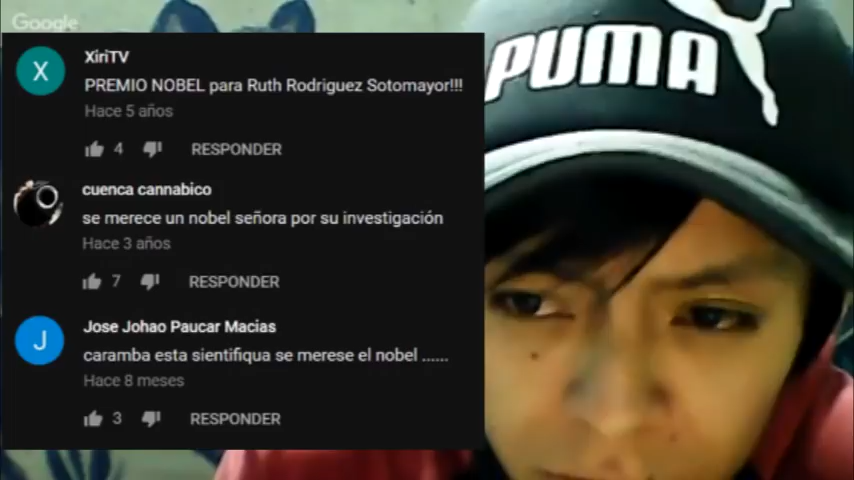 Google
XiriTV
PREMIO NOBEL para Ruth Rodriguez Sotomayor!!!
Hace 5 años
4 RESPONDER
cuenca cannabico
se merece un nobel señora por su investigación
Hace 3 años
7 RESPONDER
Jose Johao Paucar Macias
caramba esta sientifiqua se merese el nobel ......
Hace 8 meses
3 RESPONDER
X
J
PUMA